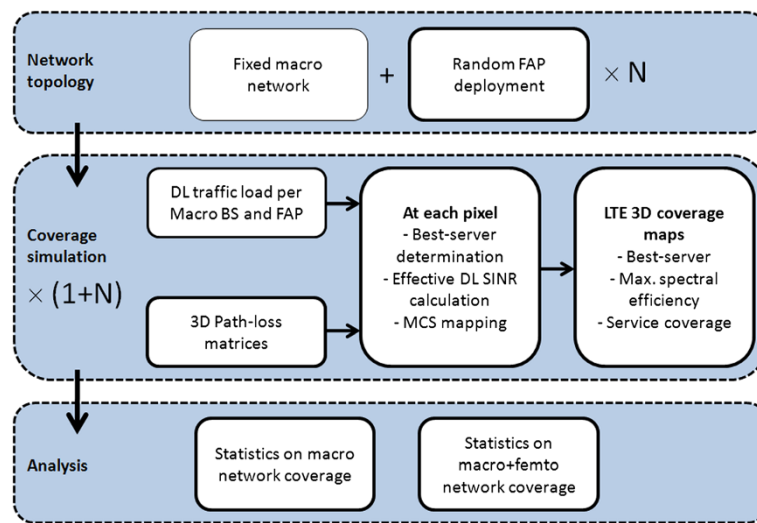 Network
topology
Fixed macro
network
+
Random FAP
deployment
× N
Coverage
simulation
× (1+N)
DL traffic load per
Macro BS and FAP
3D Path-loss
matrices
At each pixel
- Best-server
determination
- Effective DL SINR
calculation
- MCS mapping
LTE 3D coverage
maps
- Best-server
- Max. spectral
efficiency
- Service coverage
Analysis
Statistics on macro
network coverage
Statistics on
macro+femto
network coverage